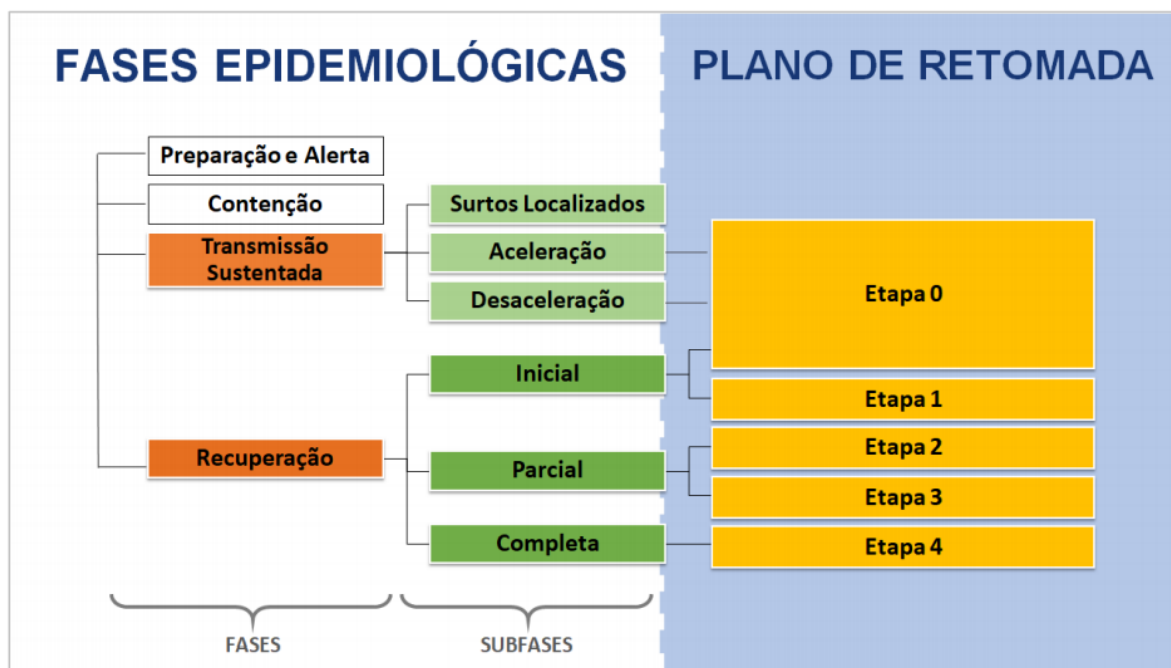 FASES EPIDEMIOLÓGICAS
PLANO DE RETOMADA
Preparação e Alerta
Contenção
Transmissão
Sustentada
Recuperação
Surtos Localizados
Aceleração
Desaceleração
Inicial
Parcial
Completa
Etapa 0
Etapa 1
Etapa 2
Etapa 3
Etapa 4
FASES
SUBFASES